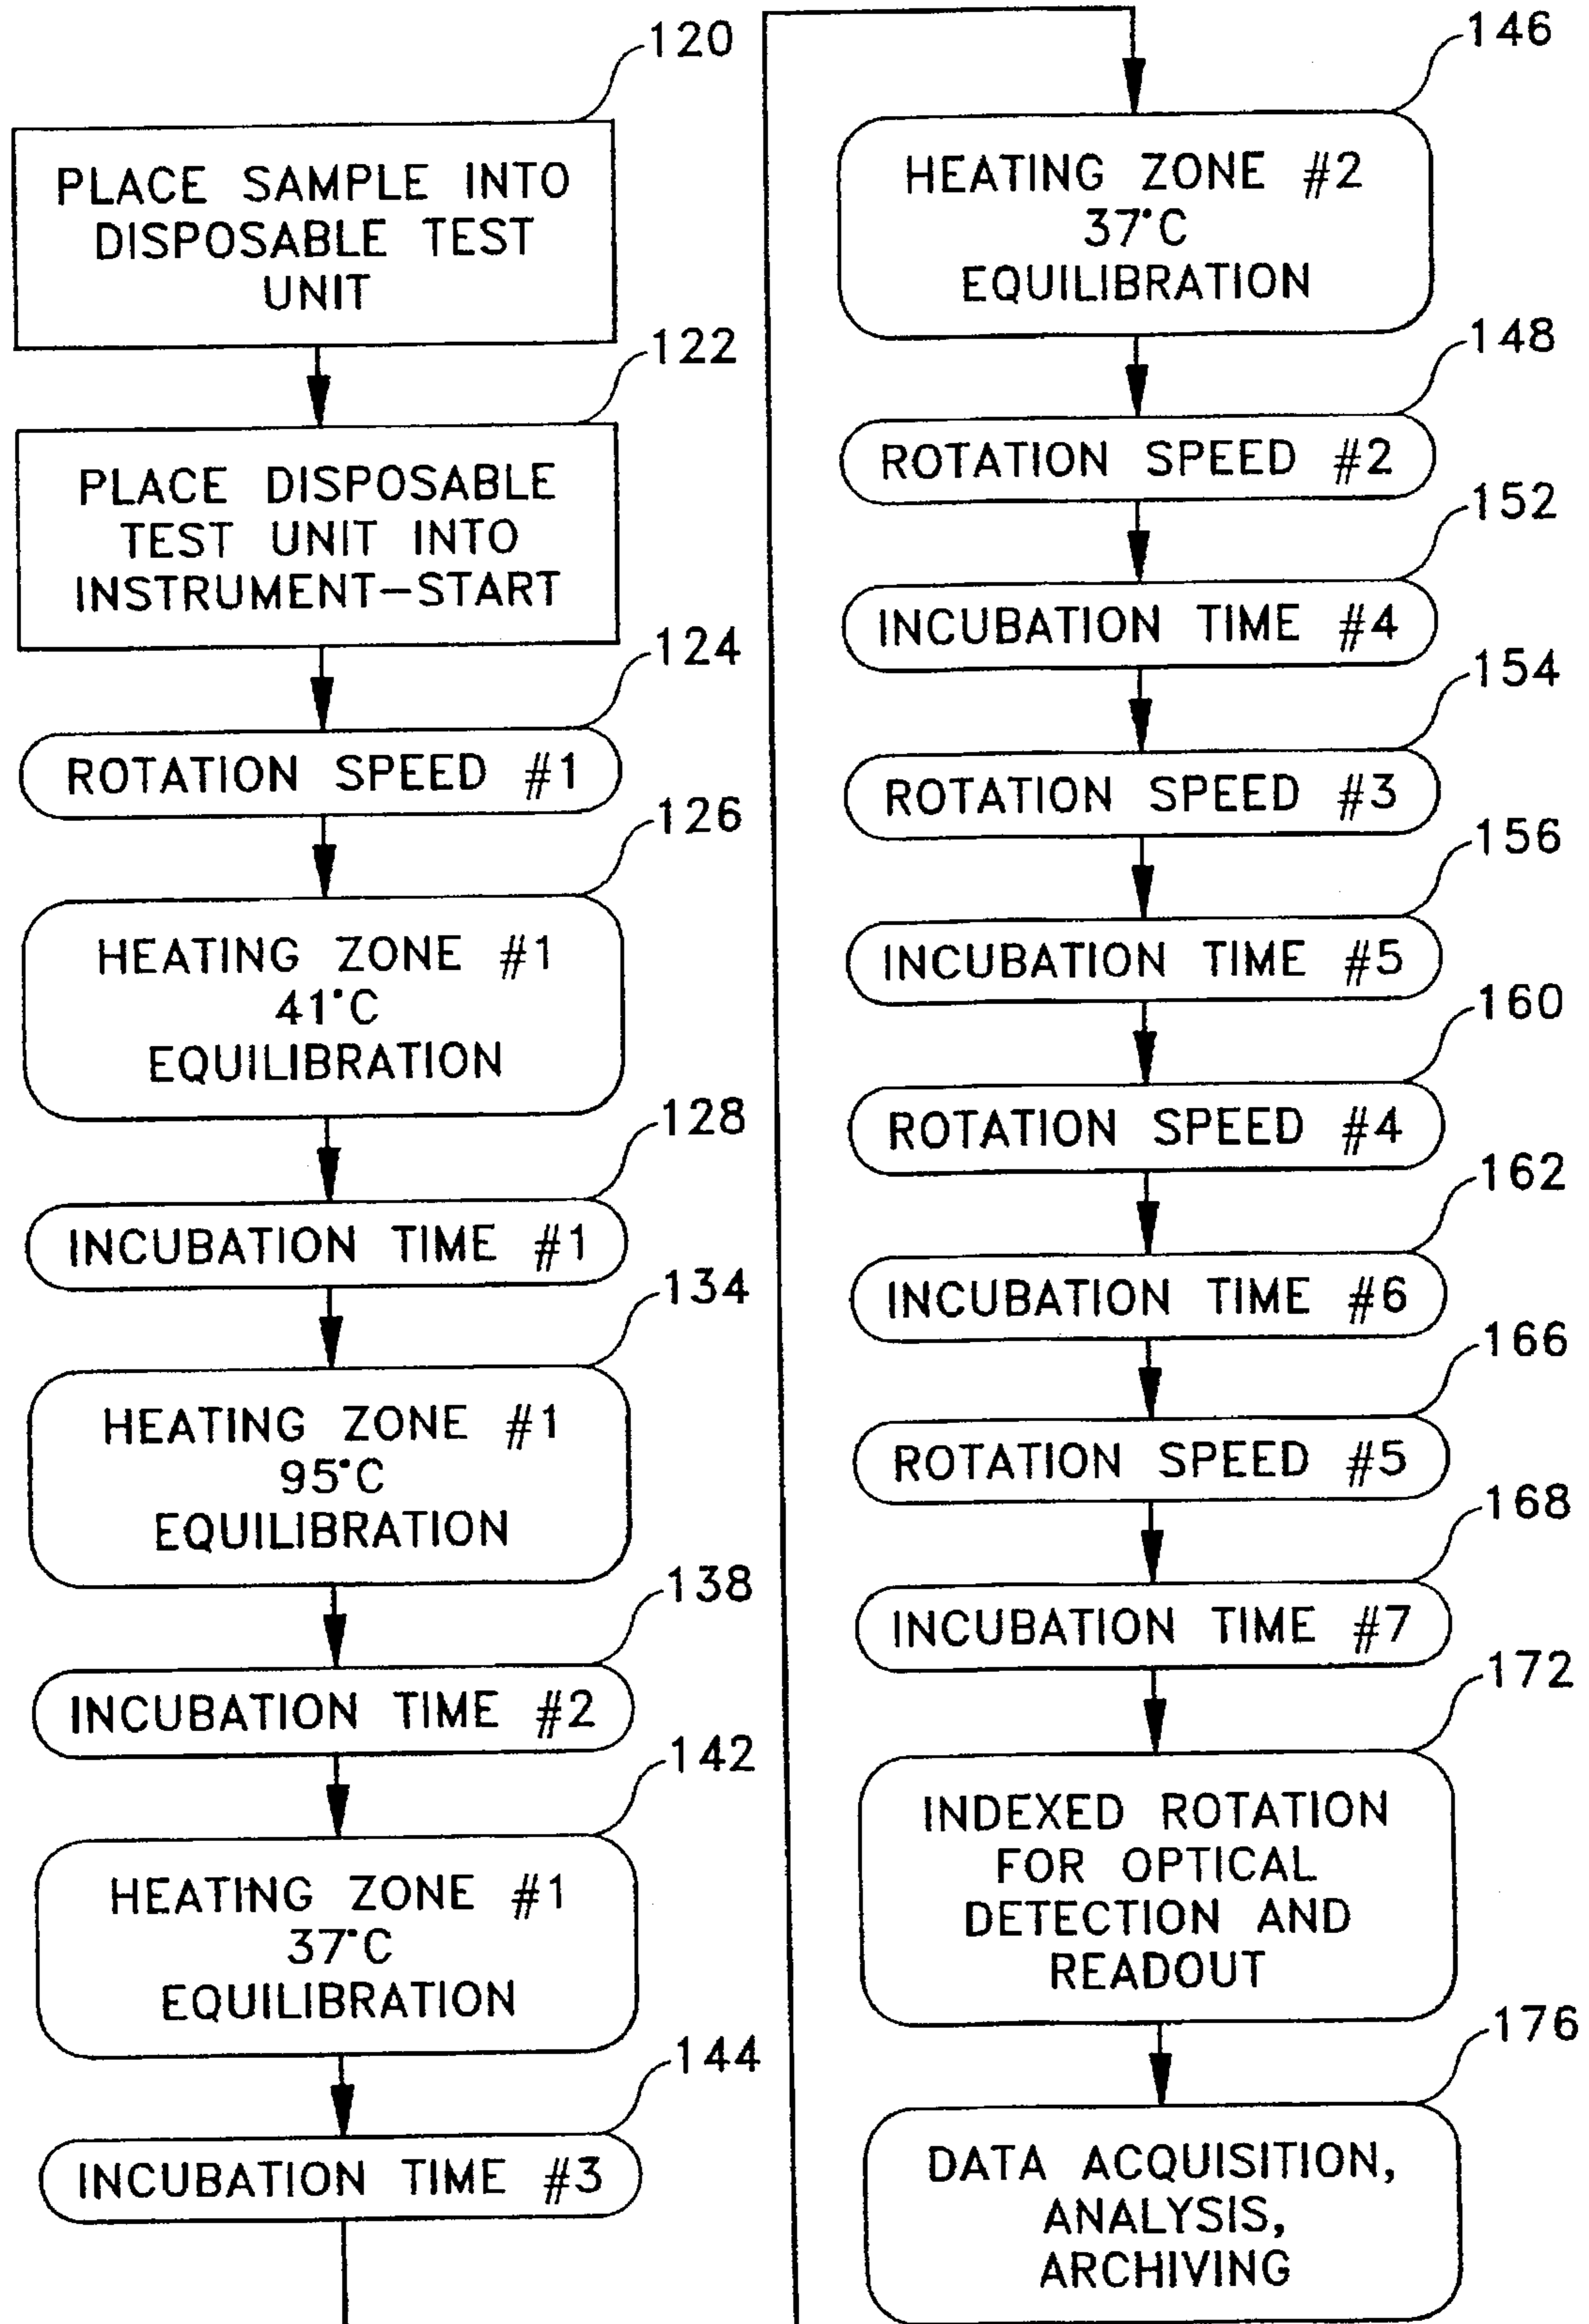 120
PLACE SAMPLE INTO
DISPOSABLE TEST
UNIT
122
PLACE DISPOSABLE
TEST UNIT INTO
INSTRUMENT-START
124
ROTATION SPEED #1
126
HEATING ZONE #1
41°C
EQUILIBRATION
128
INCUBATION TIME #1
134
HEATING ZONE #1
95°C
EQUILIBRATION
138
INCUBATION TIME #2
142
HEATING ZONE #1
37°C
EQUILIBRATION
144
INCUBATION TIME #3
146
HEATING ZONE #2
37°C
EQUILIBRATION
148
ROTATION SPEED #2
152
INCUBATION TIME #4
154
ROTATION SPEED #3
156
INCUBATION TIME #5
160
ROTATION SPEED #4
162
INCUBATION TIME #6
166
ROTATION SPEED #5
168
INCUBATION TIME #7
172
INDEXED ROTATION
FOR OPTICAL
DETECTION AND
READOUT
176
DATA ACQUISITION,
ANALYSIS,
ARCHIVING